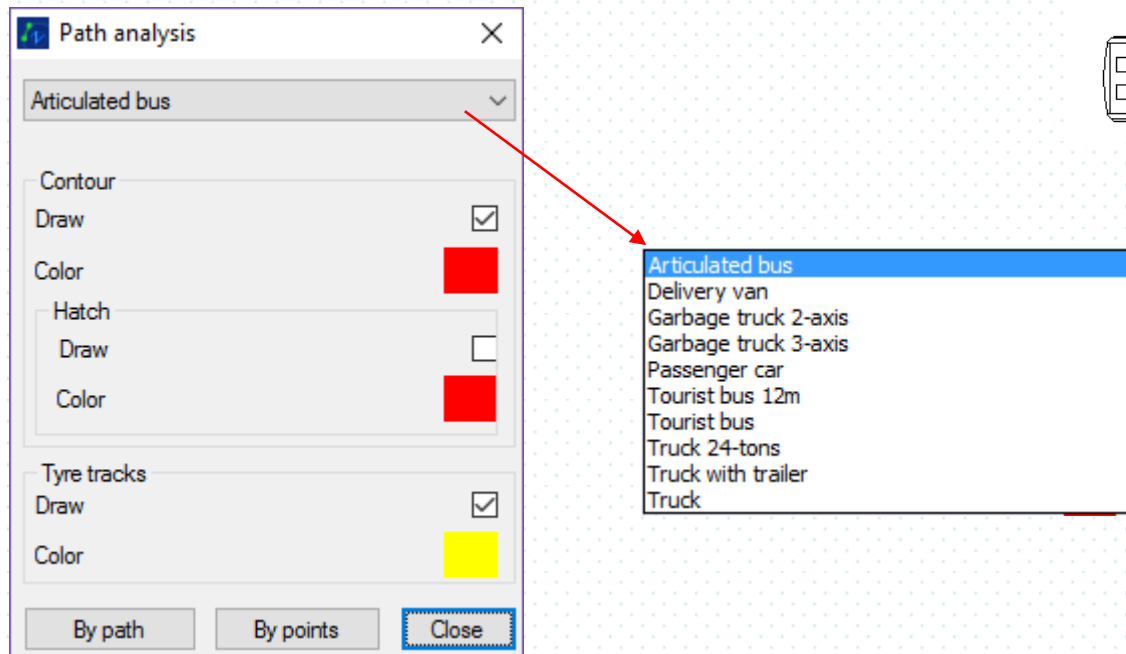 Path analysis
Articulated bus
Contour
Draw
Color
Hatch
Draw
Color
Tyre tracks
Draw
Color
By path
By points
Close
Articulated bus
Delivery van
Garbage truck 2-axis
Garbage truck 3-axis
Passenger car
Tourist bus 12m
Tourist bus
Truck 24-tons
Truck with trailer
Truck